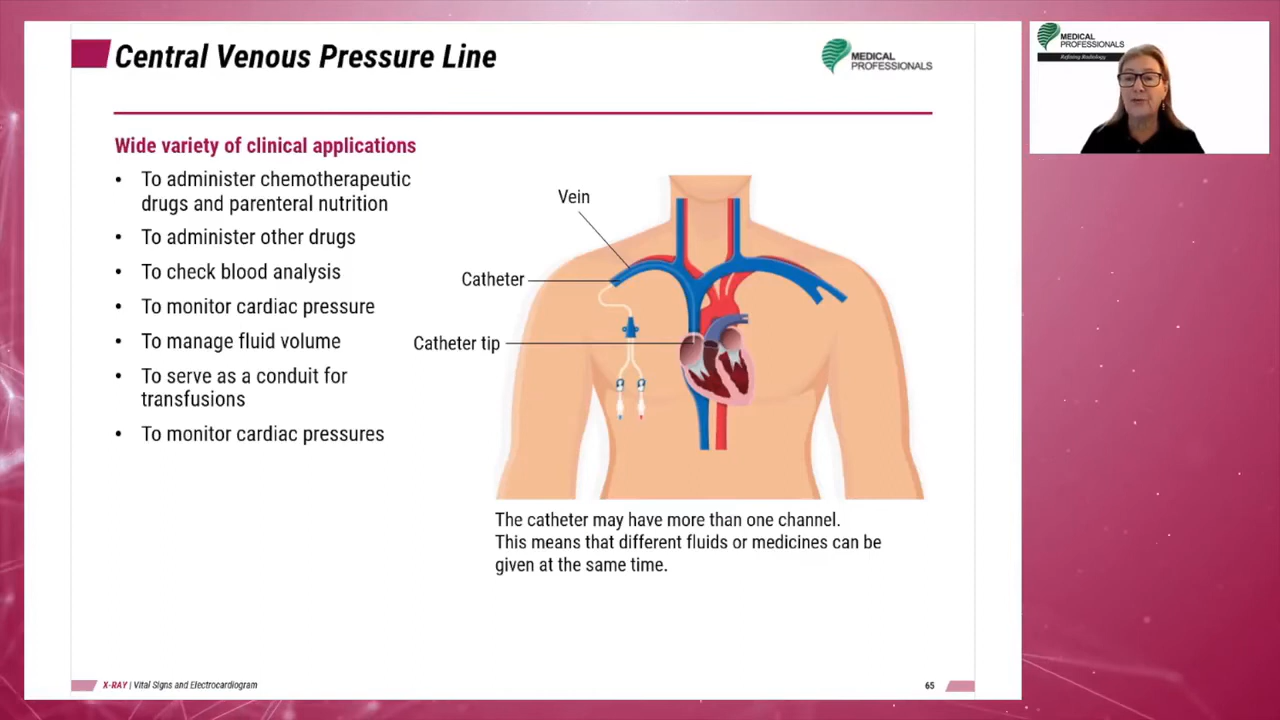 Central Venous Pressure Line
MEDICAL
PROFESSIONALS
MEDICAL
PROFESSIONALS
Refining Radiology
Wide variety of clinical applications
• To administer chemotherapeutic
drugs and parenteral nutrition
• To administer other drugs
• To check blood analysis
• To monitor cardiac pressure
• To manage fluid volume
• To serve as a conduit for
transfusions
• To monitor cardiac pressures
Vein
Catheter
Catheter tip
The catheter may have more than one channel.
This means that different fluids or medicines can be
given at the same time.
X-RAY | Vital Signs and Electrocardiogram
65